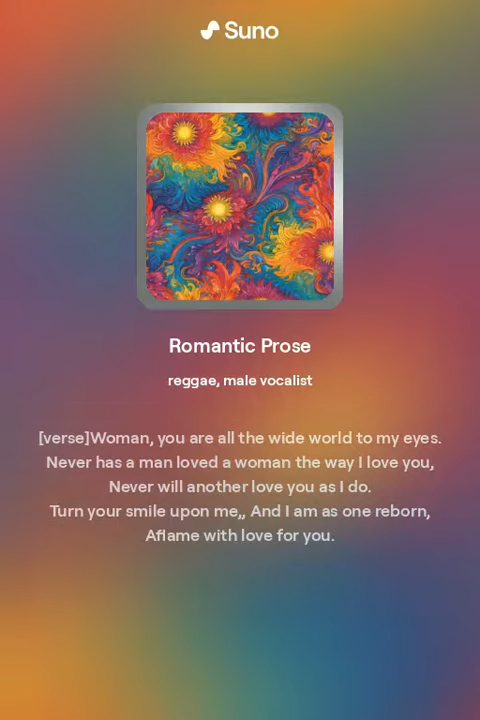 Suno
Romantic Prose
reggae, male vocalist
[verse]Woman, you are all the wide world to my eyes.
Never has a man loved a woman the way I love you,
Never will another love you as I do.
Turn your smile upon me,, And I am as one reborn,
Aflame with love for you.